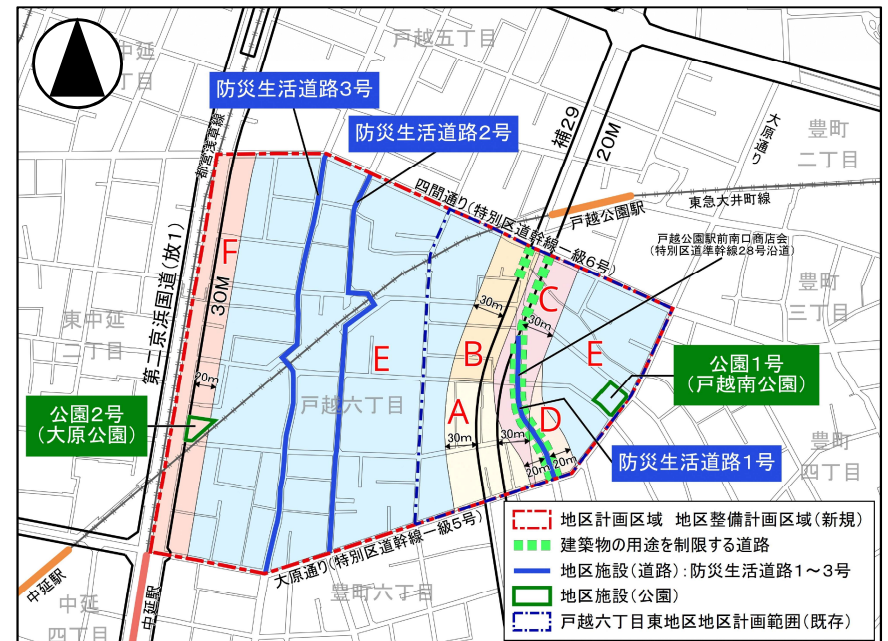 戸越五丁目
中延
丁目
防災生活道路3号
防災生活道路2号
都営浅草線
補29
20M
大原通り
豊町
二丁目
四間通り(特別区道幹線一級6号)
戸越公園駅
東急大井町線
戸越公園駅前南口商店会
(特別区道準幹線28号沿道)
第二京浜国道(放1)
30M
F
C
30m
30m
豊町
三丁目
東中延
二丁目
B
E
E
公園1号
(戸越南公園)
20m
戸越六丁目
A
D
公園2号
(大原公園)
30m
30m
20m
20m
防災生活道路1号
豊町
四丁目
大原通り(特別区道幹線一級5号)
豊町六丁目
中延駅
中延駅
中延
四丁目
地区計画区域 地区整備計画区域(新規)
建築物の用途を制限する道路
地区施設(道路):防災生活道路1~3号
地区施設(公園)
戸越六丁目東地区地区計画範囲(既存)